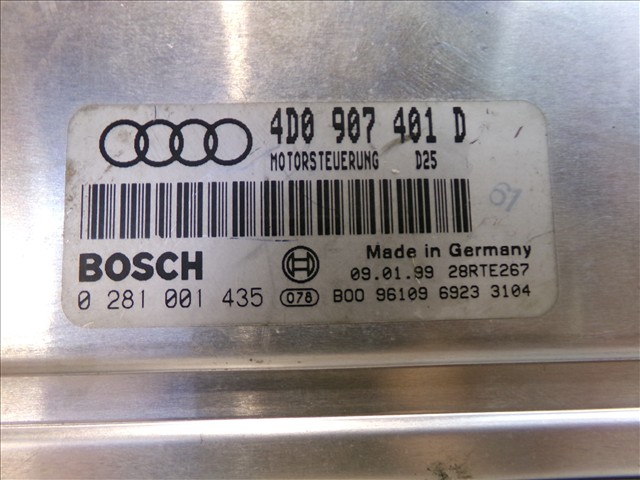 4D0 907 401 D
MOTORSTEUERUNG D25
BOSCH
Made in Germany
09.01.99 28RTE267
0 281 001 435 078 B00 96109 6923 3104